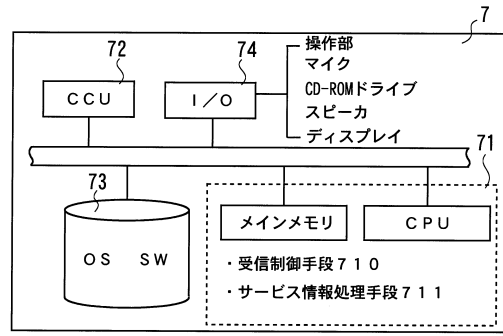 7
72
CCU
74
I／O
操作部
マイク
CD-ROMドライブ
スピーカ
ディスプレイ
71
73
OS SW
メインメモリ
CPU
・受信制御手段７１０
・サービス情報処理手段７１１